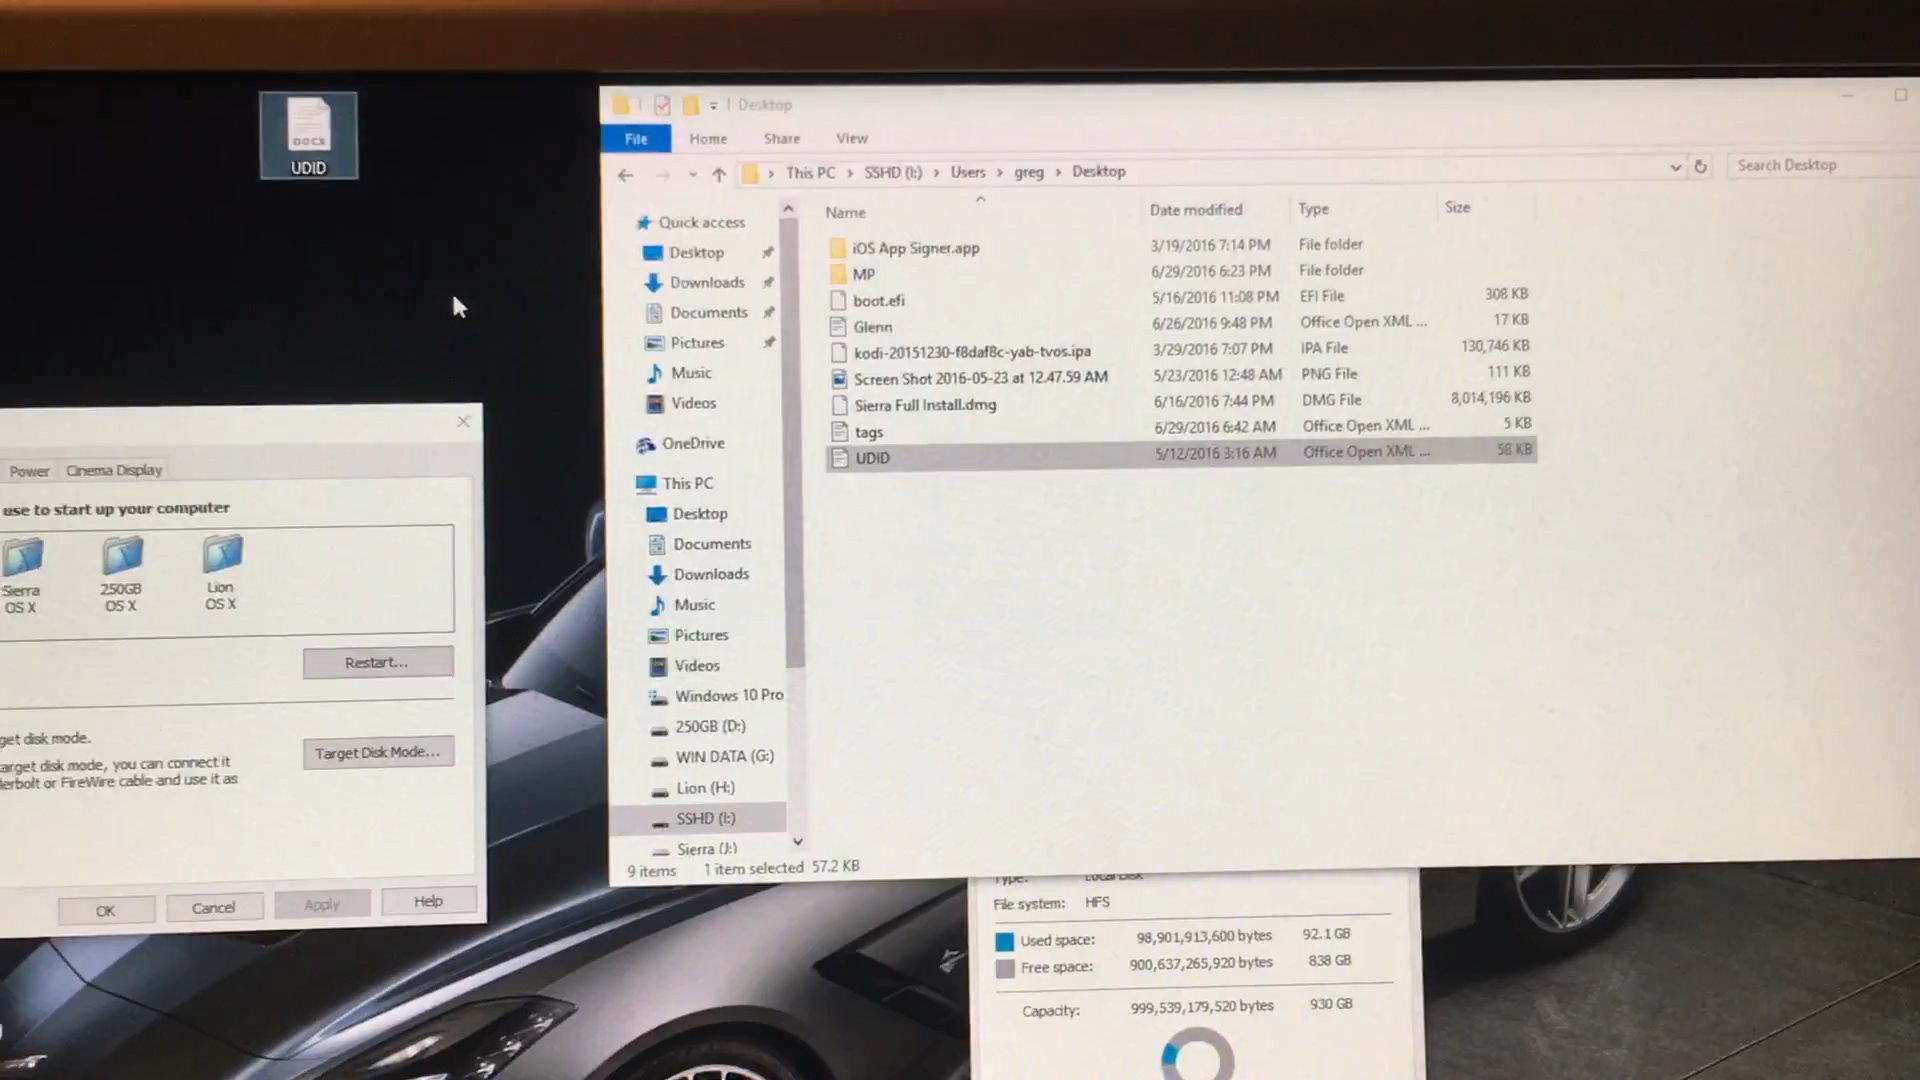 DOCX
UDID
Desktop
File Home Share View
This PC > SSHD (I:) > Users > greg > Desktop
Search Desktop
Quick access
Desktop
Downloads
Documents
Pictures
Music
Videos
OneDrive
This PC
Desktop
Documents
Downloads
Music
Pictures
Videos
Windows 10 Pro
250GB (D:)
WIN DATA (G:)
Lion (H:)
SSHD (I:)
Sierra (J:)
Name Date modified Type Size
iOS App Signer.app 3/19/2016 7:14 PM File folder
MP 6/29/2016 6:23 PM File folder
boot.efi 5/16/2016 11:08 PM EFI File 308 KB
Glenn 6/26/2016 9:48 PM Office Open XML ... 17 KB
kodi-20151230-f8daf8c-yab-tvos.ipa 3/29/2016 7:07 PM IPA File 130,746 KB
Screen Shot 2016-05-23 at 12.47.59 AM 5/23/2016 12:48 AM PNG File 111 KB
Sierra Full Install.dmg 6/16/2016 7:44 PM DMG File 8,014,196 KB
tags 6/29/2016 6:42 AM Office Open XML ... 5 KB
UDID 5/12/2016 3:16 AM Office Open XML ... 58 KB
9 items 1 item selected 57.2 KB
Power Cinema Display
use to start up your computer
Sierra
OS X
250GB
OS X
Lion
OS X
Restart...
get disk mode.
arget disk mode, you can connect it
lerbolt or FireWire cable and use it as
Target Disk Mode...
OK Cancel Apply Help
Type: Local Disk
File system: HFS
Used space: 98,901,913,600 bytes 92.1 GB
Free space: 900,637,265,920 bytes 838 GB
Capacity: 999,539,179,520 bytes 930 GB